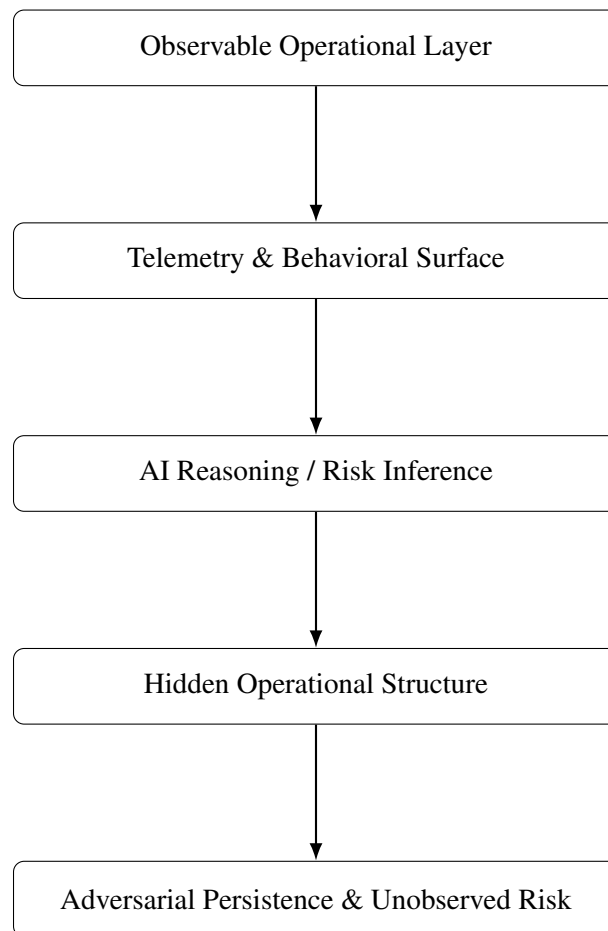 Observable Operational Layer
Telemetry & Behavioral Surface
AI Reasoning / Risk Inference
Hidden Operational Structure
Adversarial Persistence & Unobserved Risk